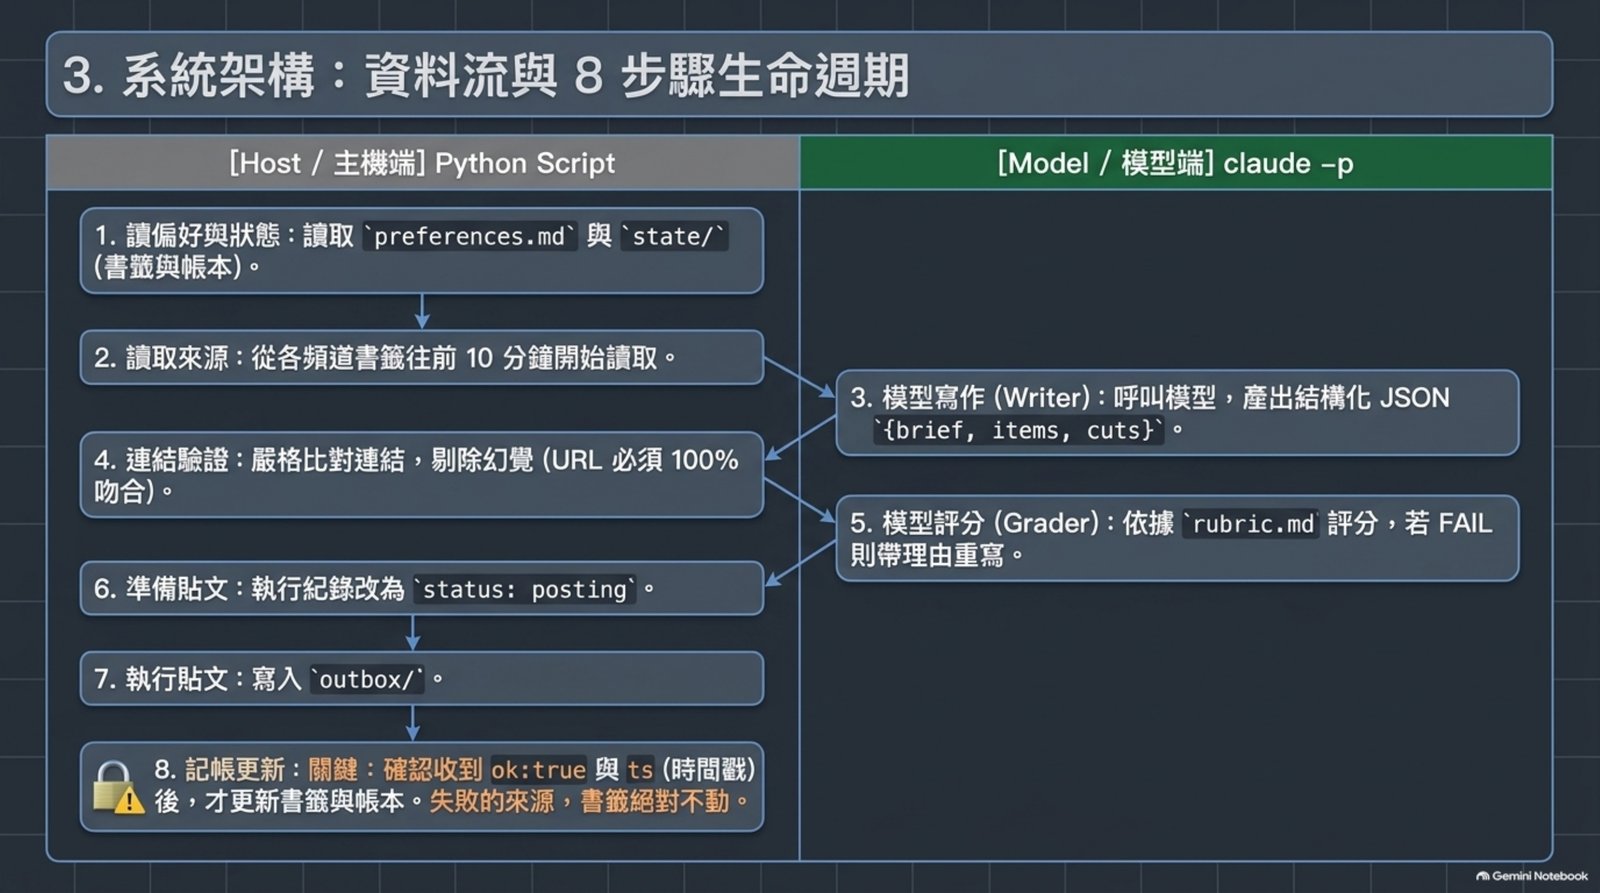 3. 系統架構：資料流與 8 步驟生命週期
[Host / 主機端] Python Script
[Model / 模型端] claude –p
1. 讀偏好與狀態：讀取 `preferences.md` 與 `state/`
(書籤與帳本)。
2. 讀取來源：從各頻道書籤往前 10 分鐘開始讀取。
3. 模型寫作 (Writer)：呼叫模型，產出結構化 JSON
`{brief, items, cuts}`。
4. 連結驗證：嚴格比對連結，剔除幻覺 (URL 必須 100%
吻合)。
5. 模型評分 (Grader)：依據 `rubric.md` 評分，若 FAIL
則帶理由重寫。
6. 準備貼文：執行紀錄改為 `status: posting`。
7. 執行貼文：寫入 `outbox/`。
8. 記帳更新：關鍵：確認收到 ok:true 與 ts (時間戳)
後，才更新書籤與帳本。失敗的來源，書籤絕對不動。
Gemini Notebook